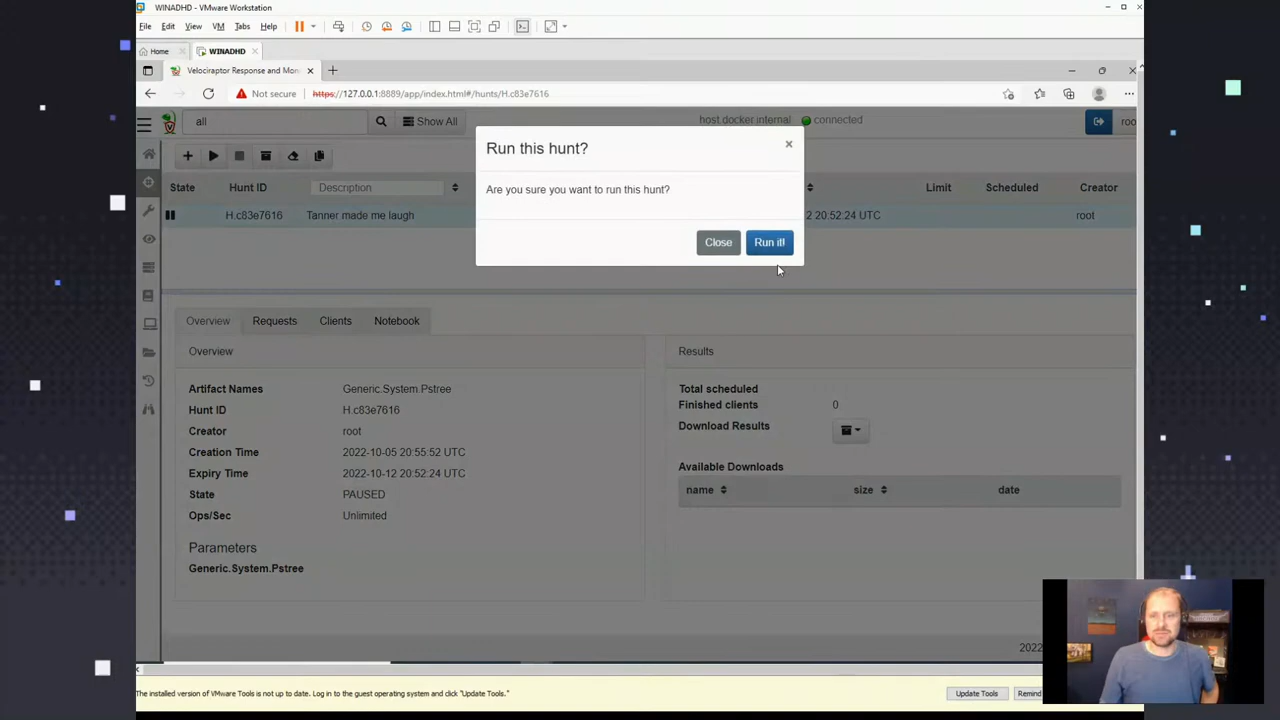 WINADHD - VMware Workstation
File Edit View VM Tabs Help
Home WINADHD
Velociraptor Response and Mon
Not secure https://127.0.0.1:8889/app/index.html#/hunts/H.c83e7616
all Show All host.docker.internal connected roo
State Hunt ID Description Limit Scheduled Creator
H.c83e7616 Tanner made me laugh 2 20:52:24 UTC root
Run this hunt?
Are you sure you want to run this hunt?
Close Run it!
Overview Requests Clients Notebook
Overview
Artifact Names Generic.System.Pstree
Hunt ID H.c83e7616
Creator root
Creation Time 2022-10-05 20:55:52 UTC
Expiry Time 2022-10-12 20:52:24 UTC
State PAUSED
Ops/Sec Unlimited
Parameters
Generic.System.Pstree
Results
Total scheduled
Finished clients 0
Download Results
Available Downloads
name size date
2022
The installed version of VMware Tools is not up to date. Log in to the guest operating system and click "Update Tools."
Update Tools Remind